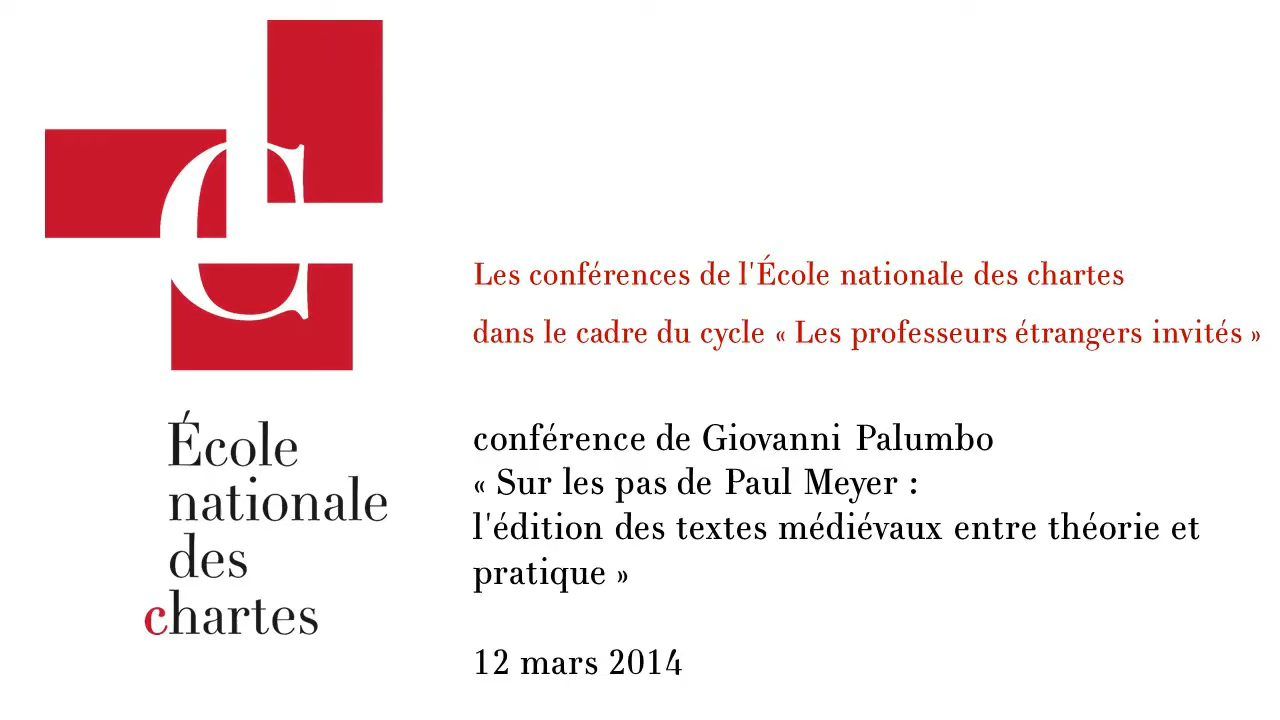 C
École
nationale
des
chartes
Les conférences de l'École nationale des chartes
dans le cadre du cycle « Les professeurs étrangers invités »
conférence de Giovanni Palumbo
« Sur les pas de Paul Meyer :
l'édition des textes médiévaux entre théorie et
pratique »
12 mars 2014